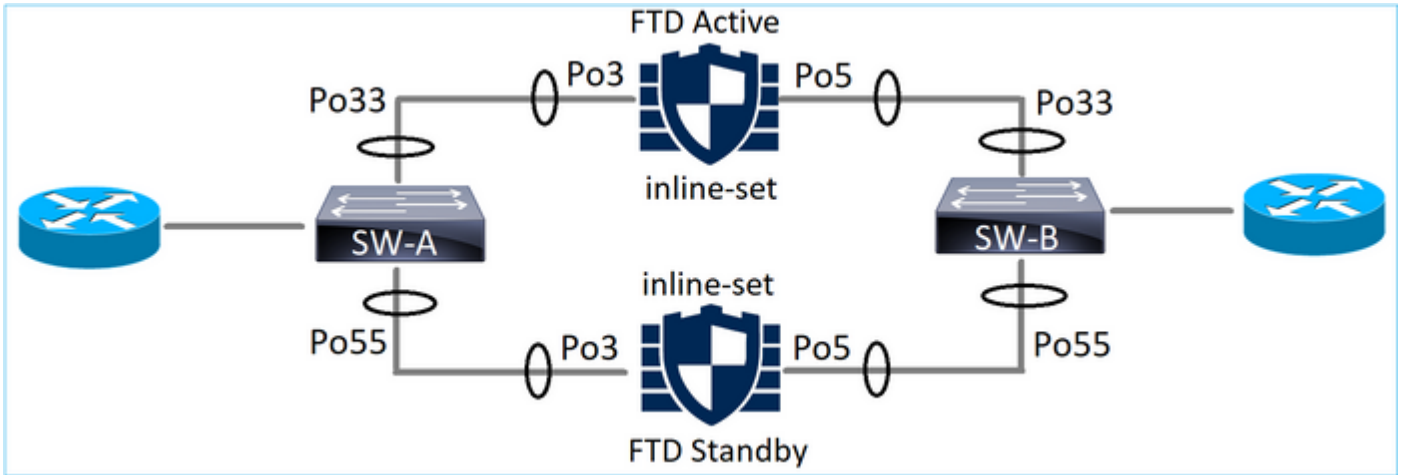 FTD Active
Po3
Po5
Po33
Po33
inline-set
SW-A
SW-B
inline-set
Po55
Po3
Po5
Po55
FTD Standby